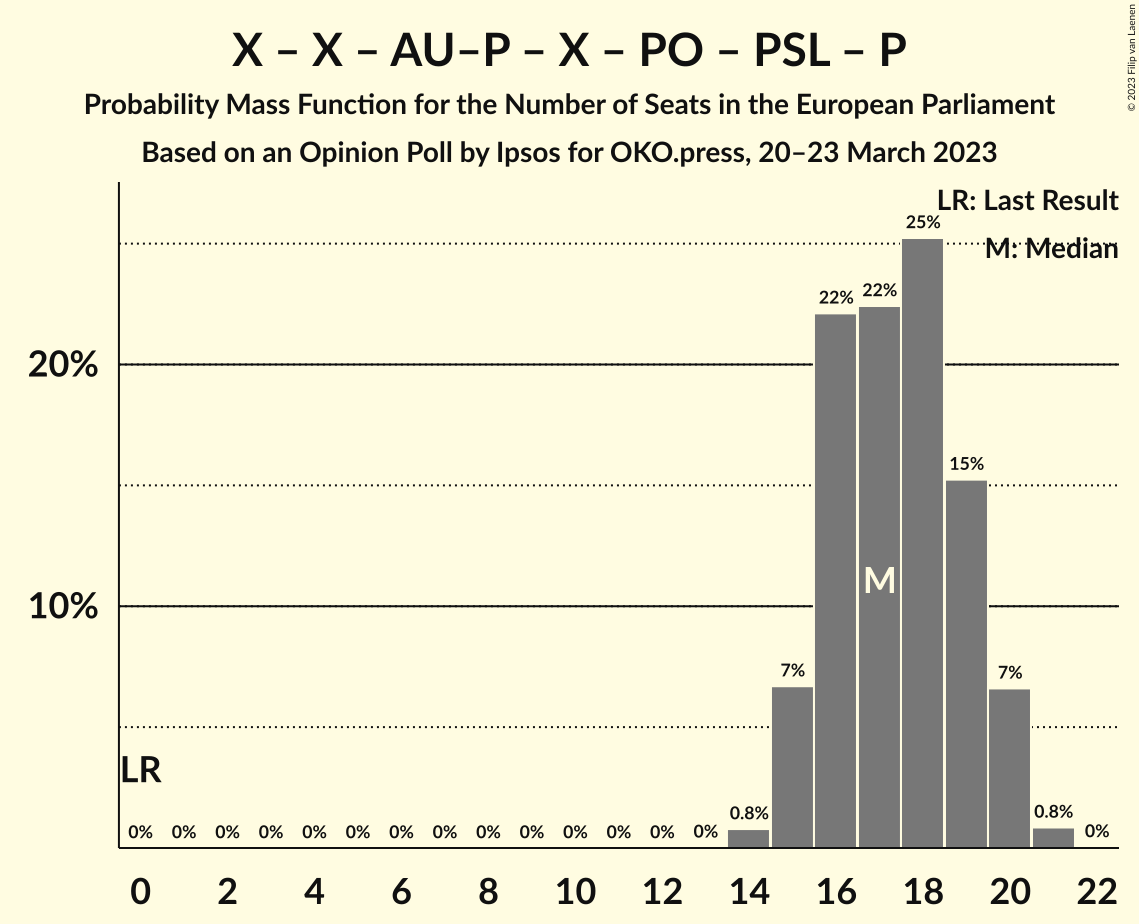 X – X – AU–P – X – PO – PSL – P
Probability Mass Function for the Number of Seats in the European Parliament
Based on an Opinion Poll by Ipsos for OKO.press, 20–23 March 2023
© 2023 Filip van Laenen
LR: Last Result
M: Median
25%
22% 22%
20%
15%
M
10%
7% 7%
LR
0% 0% 0% 0% 0% 0% 0% 0% 0% 0% 0% 0% 0% 0% 0.8% 0.8% 0%
0 2 4 6 8 10 12 14 16 18 20 22